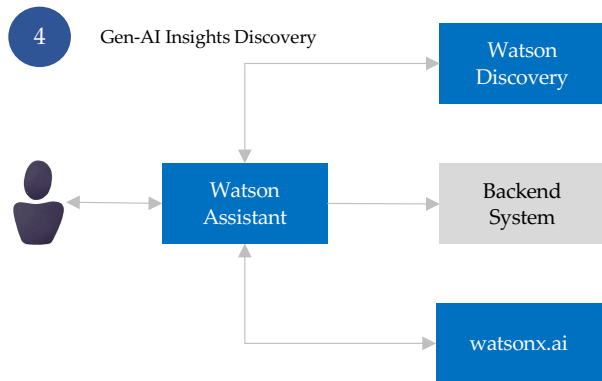 4
Gen-AI Insights Discovery
Watson
Discovery
Watson
Assistant
Backend
System
watsonx.ai